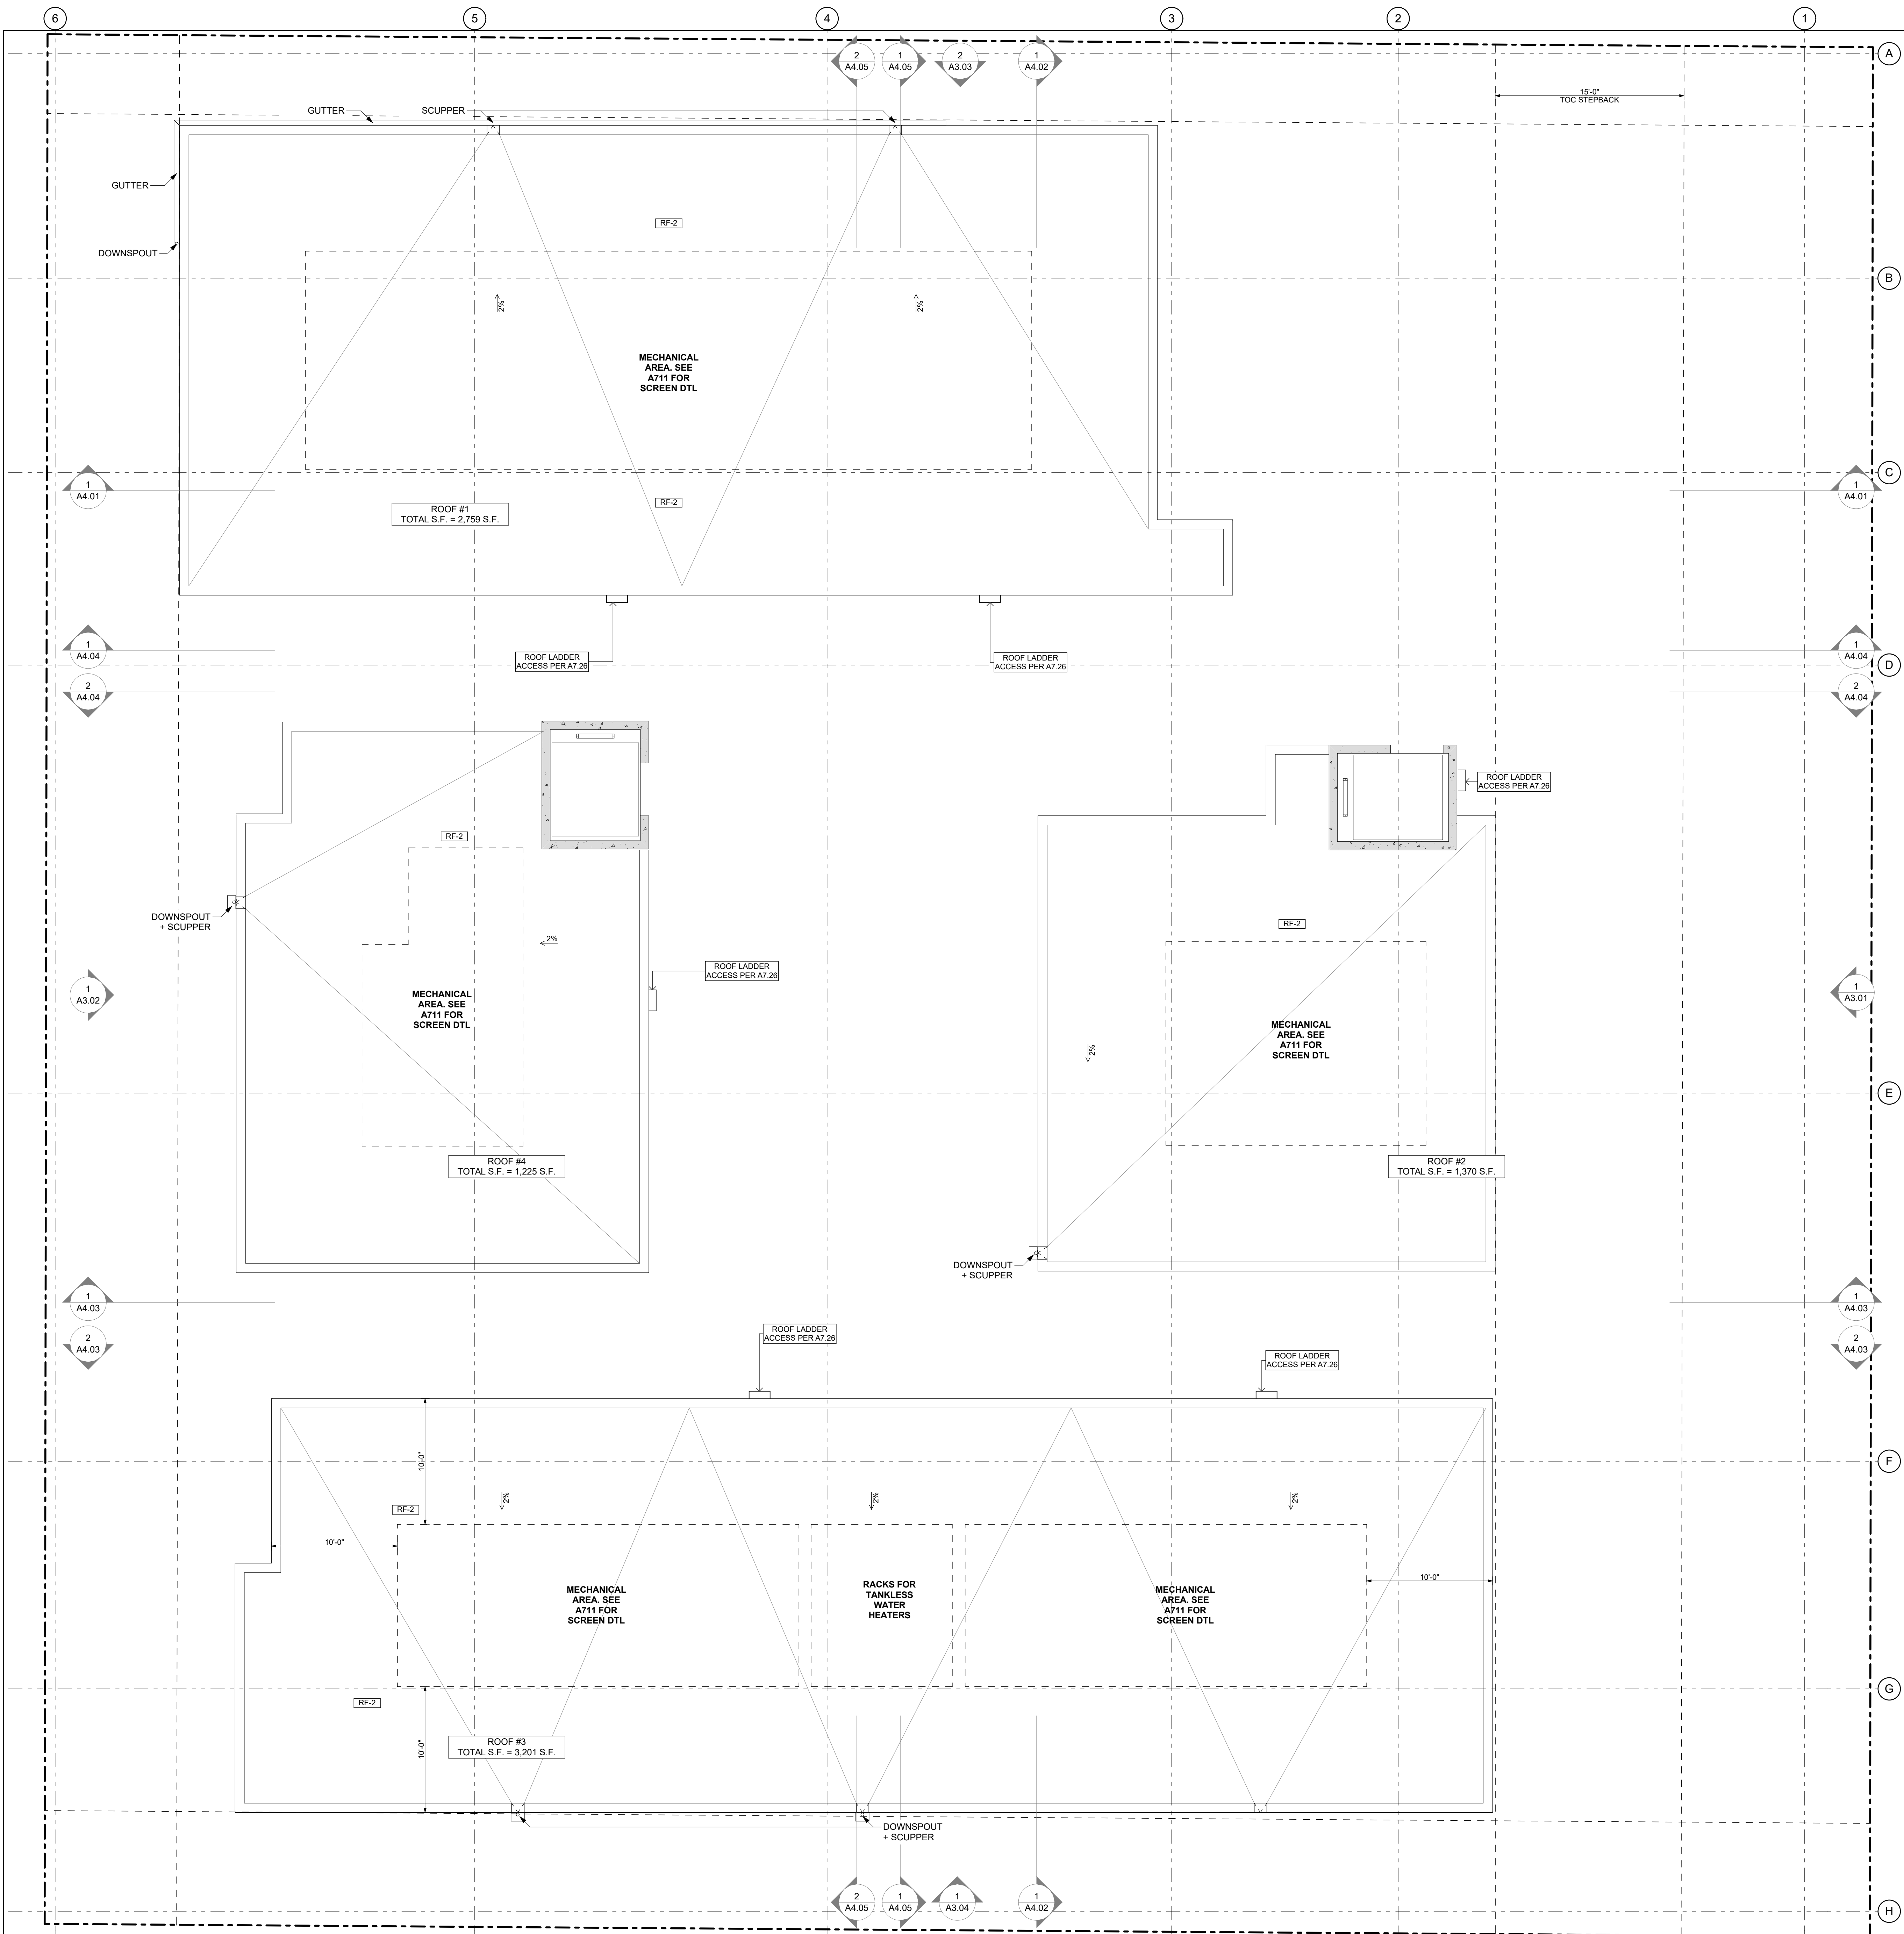 6
5
4
3
2
1
A
2
A4.05
1
A4.05
2
A3.03
1
A4.02
15'-0"
TOC STEPBACK
GUTTER
SCUPPER
GUTTER
DOWNSPOUT
RF-2
B
2%
2%
MECHANICAL
AREA. SEE
A711 FOR
SCREEN DTL
C
1
A4.01
1
A4.01
RF-2
ROOF #1
TOTAL S.F. = 2,759 S.F.
1
A4.04
1
A4.04
ROOF LADDER
ACCESS PER A7.26
ROOF LADDER
ACCESS PER A7.26
D
2
A4.04
2
A4.04
ROOF LADDER
ACCESS PER A7.26
RF-2
DOWNSPOUT
+ SCUPPER
RF-2
2%
ROOF LADDER
ACCESS PER A7.26
1
A3.02
1
A3.01
MECHANICAL
AREA. SEE
A711 FOR
SCREEN DTL
MECHANICAL
AREA. SEE
A711 FOR
SCREEN DTL
2%
E
ROOF #4
TOTAL S.F. = 1,225 S.F.
ROOF #2
TOTAL S.F. = 1,370 S.F.
DOWNSPOUT
+ SCUPPER
1
A4.03
1
A4.03
2
A4.03
2
A4.03
ROOF LADDER
ACCESS PER A7.26
ROOF LADDER
ACCESS PER A7.26
10'-0"
F
2%
2%
2%
RF-2
10'-0"
10'-0"
MECHANICAL
AREA. SEE
A711 FOR
SCREEN DTL
RACKS FOR
TANKLESS
WATER
HEATERS
MECHANICAL
AREA. SEE
A711 FOR
SCREEN DTL
G
RF-2
10'-0"
ROOF #3
TOTAL S.F. = 3,201 S.F.
DOWNSPOUT
+ SCUPPER
2
A4.05
1
A4.05
1
A3.04
1
A4.02
H